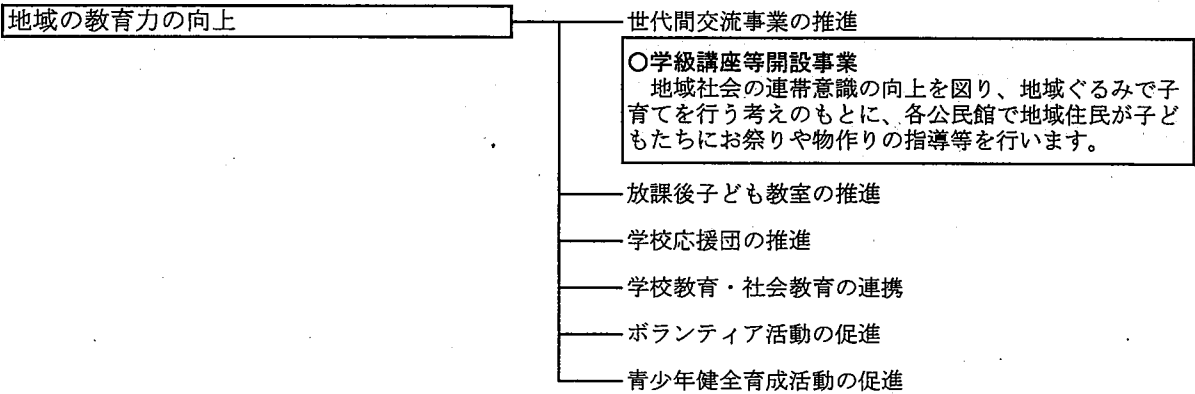 地域の教育力の向上
世代間交流事業の推進
○学級講座等開設事業
地域社会の連帯意識の向上を図り、地域ぐるみで子
育てを行う考えのもとに、各公民館で地域住民が子ど
もたちにお祭りや物作りの指導等を行います。
放課後子ども教室の推進
学校応援団の推進
学校教育・社会教育の連携
ボランティア活動の促進
青少年健全育成活動の促進